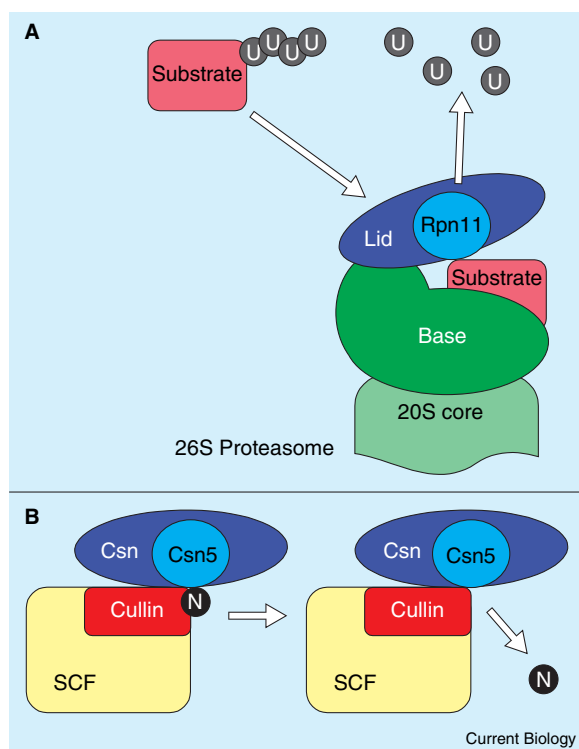 A
Substrate
U U U U
U U U U
Lid
Rpn11
Substrate
Base
20S core
26S Proteasome
B
Csn Csn5
Cullin N
SCF
Csn Csn5
Cullin
SCF
N
Current Biology